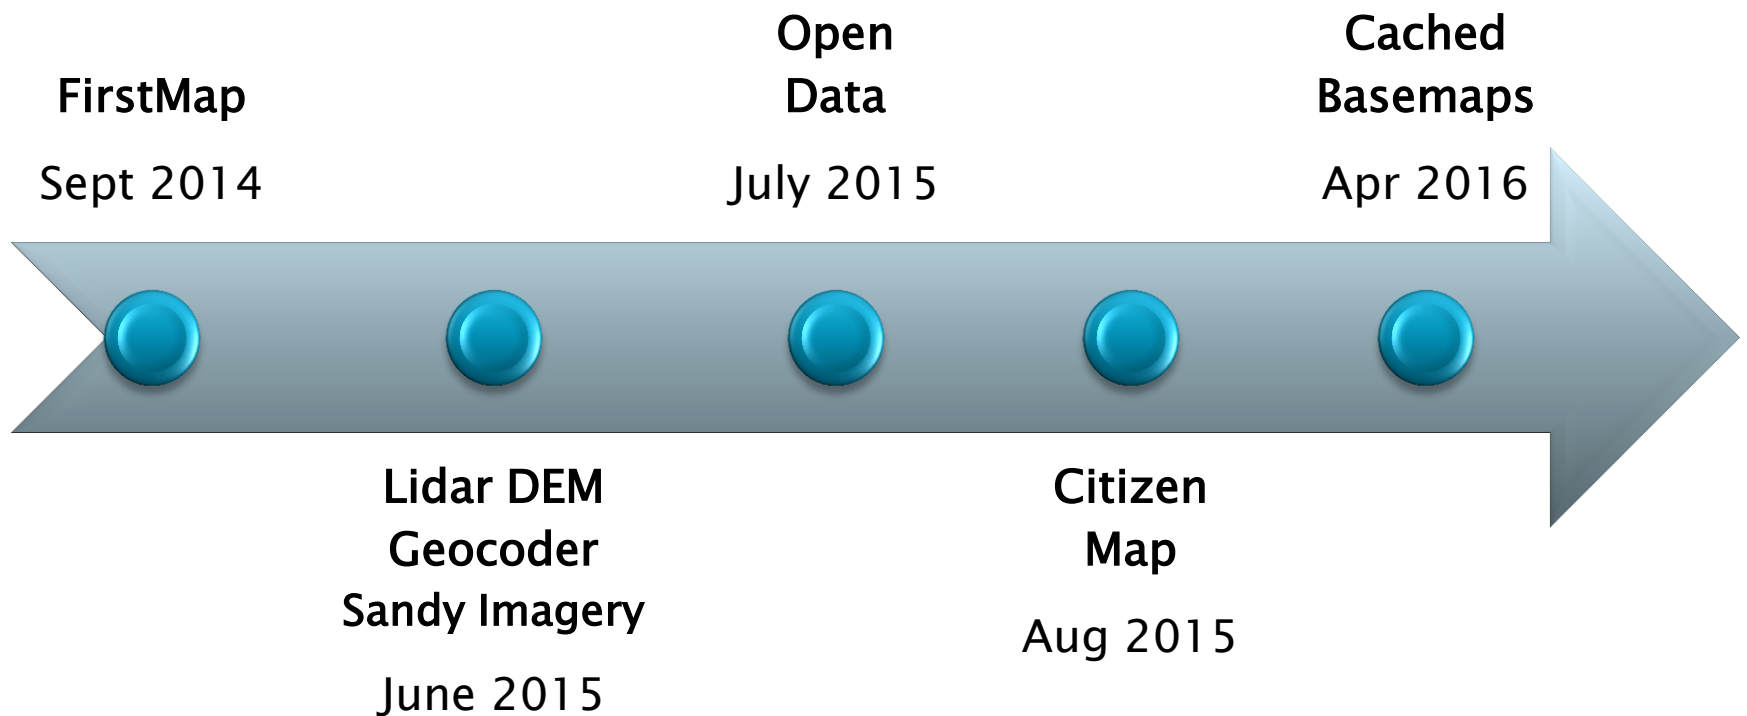 FirstMap
Sept 2014
Lidar DEM
Geocoder
Sandy Imagery
June 2015
Open
Data
July 2015
Citizen
Map
Aug 2015
Cached
Basemaps
Apr 2016